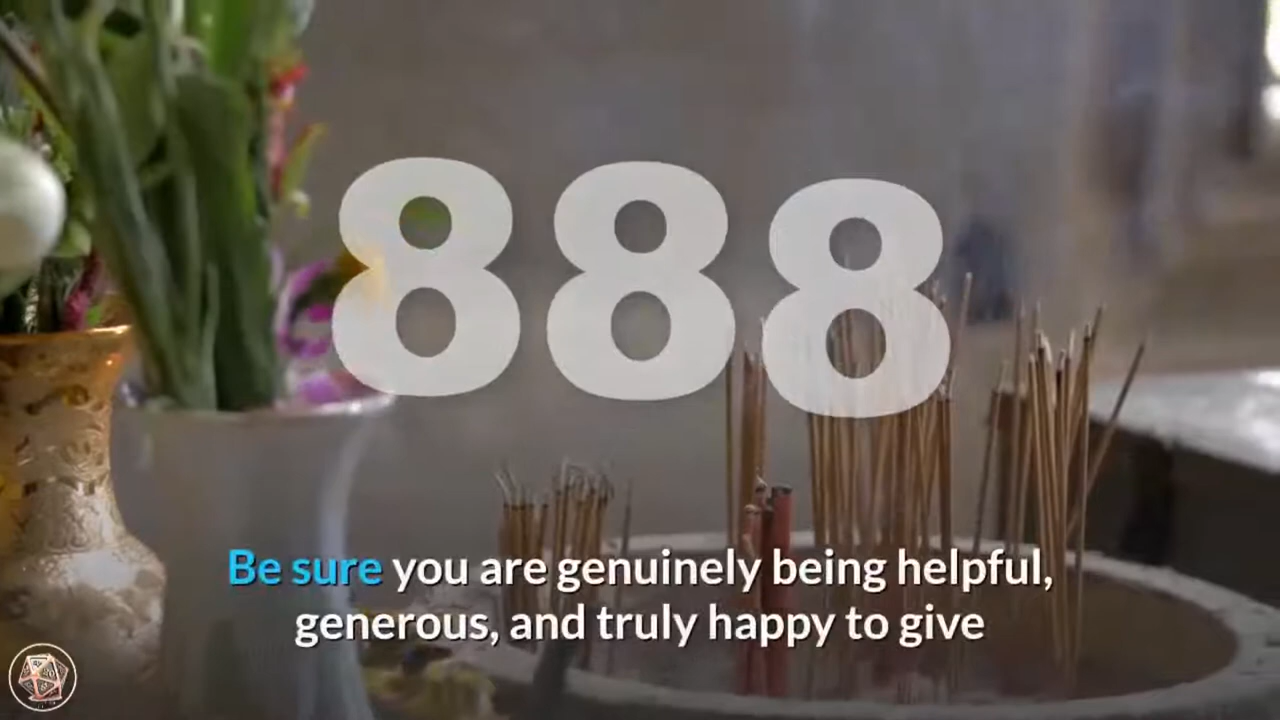 888
Be sure you are genuinely being helpful,
generous, and truly happy to give